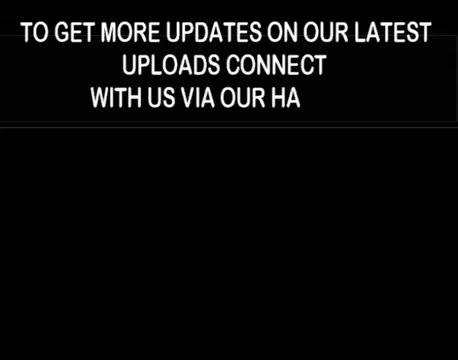 TO GET MORE UPDATES ON OUR LATEST
UPLOADS CONNECT
WITH US VIA OUR HA